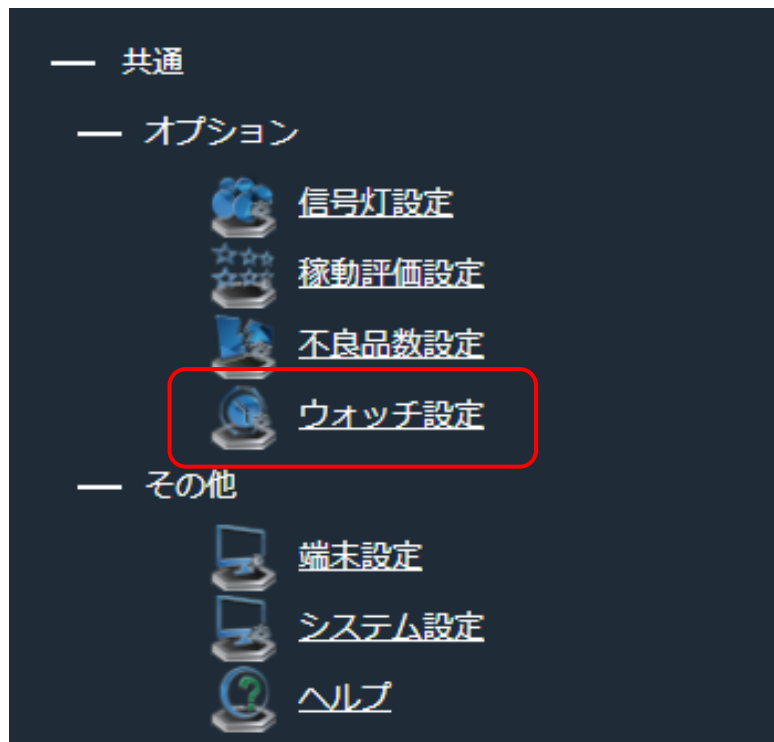 共通
オプション
信号灯設定
稼動評価設定
不良品数設定
ウォッチ設定
その他
端末設定
システム設定
ヘルプ